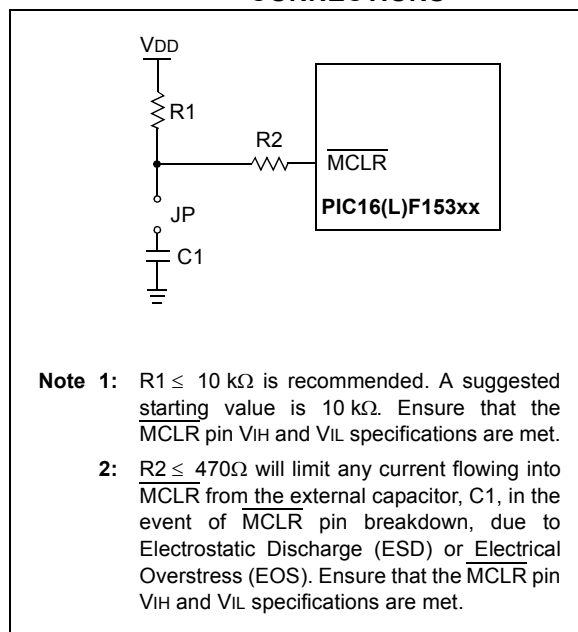 VDD
R1
R2
MCLR
PIC16(L)F153xx
JP
C1
Note 1: R1 ≤ 10 kΩ is recommended. A suggested
starting value is 10 kΩ. Ensure that the
MCLR pin VIH and VIL specifications are met.
2: R2 ≤ 470Ω will limit any current flowing into
MCLR from the external capacitor, C1, in the
event of MCLR pin breakdown, due to
Electrostatic Discharge (ESD) or Electrical
Overstress (EOS). Ensure that the MCLR pin
VIH and VIL specifications are met.